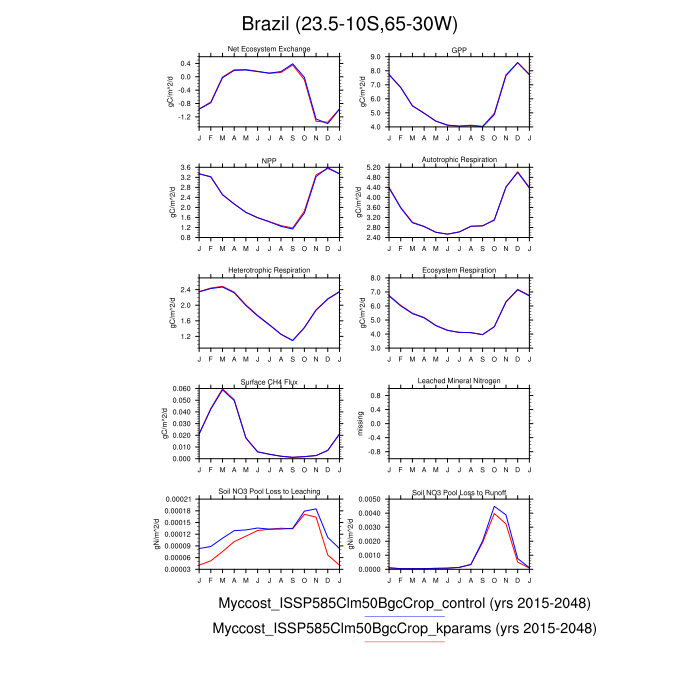 Brazil (23.5-10S,65-30W)
Net Ecosystem Exchange
gC/m^2/d
0.4
0.0
-0.4
-0.8
-1.2
J F M A M J J A S O N D J
GPP
gC/m^2/d
9.0
8.0
7.0
6.0
5.0
4.0
J F M A M J J A S O N D J
NPP
gC/m^2/d
3.6
3.2
2.8
2.4
2.0
1.6
1.2
0.8
J F M A M J J A S O N D J
Autotrophic Respiration
gC/m^2/d
5.20
4.80
4.40
4.00
3.60
3.20
2.80
2.40
J F M A M J J A S O N D J
Heterotrophic Respiration
gC/m^2/d
2.4
2.0
1.6
1.2
J F M A M J J A S O N D J
Ecosystem Respiration
gC/m^2/d
8.0
7.0
6.0
5.0
4.0
3.0
J F M A M J J A S O N D J
Surface CH4 Flux
gC/m^2/d
0.060
0.050
0.040
0.030
0.020
0.010
0.000
J F M A M J J A S O N D J
Leached Mineral Nitrogen
missing
0.8
0.4
0.0
-0.4
-0.8
J F M A M J J A S O N D J
Soil NO3 Pool Loss to Leaching
gN/m^2/d
0.00021
0.00018
0.00015
0.00012
0.00009
0.00006
0.00003
J F M A M J J A S O N D J
Soil NO3 Pool Loss to Runoff
gN/m^2/d
0.0050
0.0040
0.0030
0.0020
0.0010
0.0000
J F M A M J J A S O N D J
Myccost_ISSP585Clm50BgcCrop_control (yrs 2015-2048)
Myccost_ISSP585Clm50BgcCrop_kparams (yrs 2015-2048)